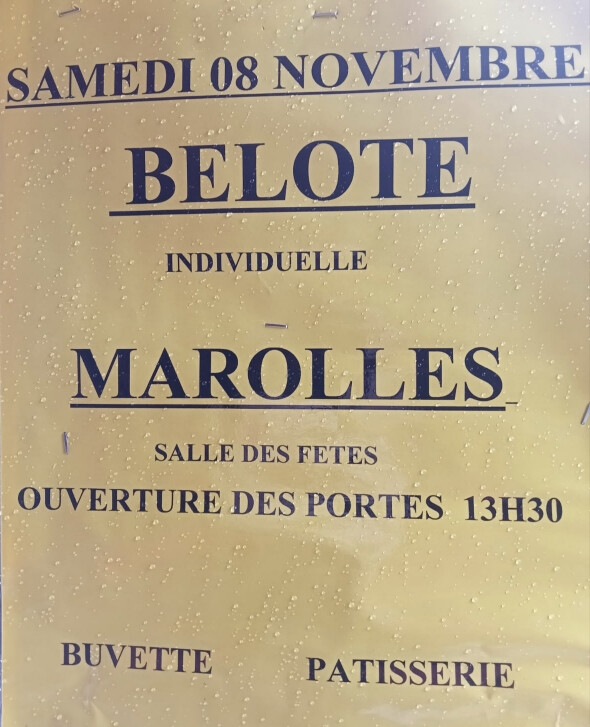 SAMEDI 08 NOVEMBRE
BELOTE
INDIVIDUELLE
MAROLLES
SALLE DES FETES
OUVERTURE DES PORTES 13H30
BUVETTE PATISSERIE